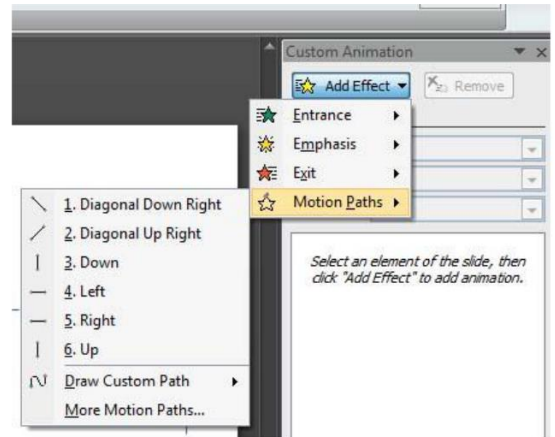 Custom Animation
Add Effect
Remove
Entrance
Emphasis
Exit
Motion Paths
1. Diagonal Down Right
2. Diagonal Up Right
3. Down
4. Left
5. Right
6. Up
Draw Custom Path
More Motion Paths...
Select an element of the slide, then
click "Add Effect" to add animation.